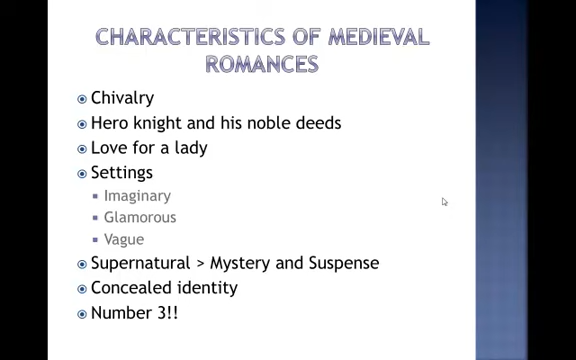 CHARACTERISTICS OF MEDIEVAL
ROMANCES
Chivalry
Hero knight and his noble deeds
Love for a lady
Settings
Imaginary
Glamorous
Vague
Supernatural > Mystery and Suspense
Concealed identity
Number 3!!